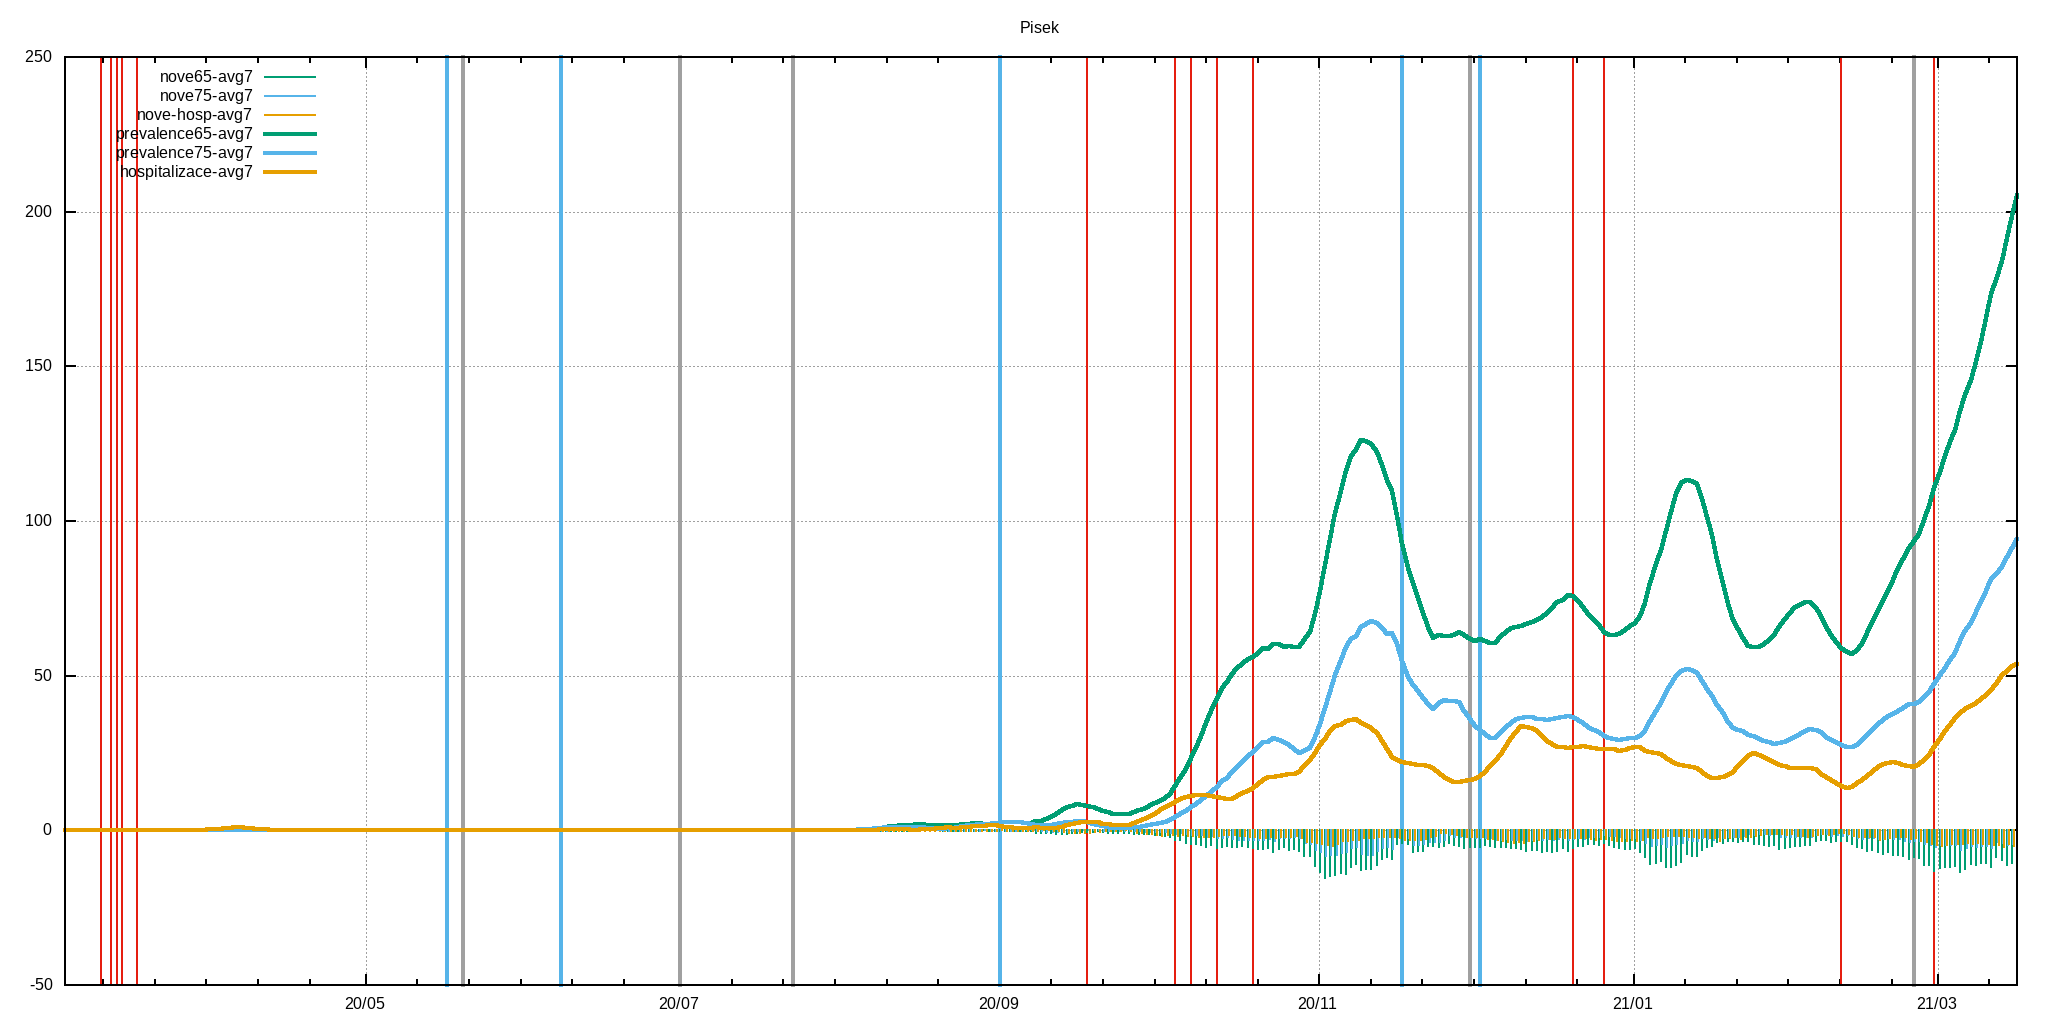 Pisek
250
200
150
100
50
0
-50
nove65-avg7
nove75-avg7
nove-hosp-avg7
prevalence65-avg7
prevalence75-avg7
hospitalizace-avg7
20/05
20/07
20/09
20/11
21/01
21/03